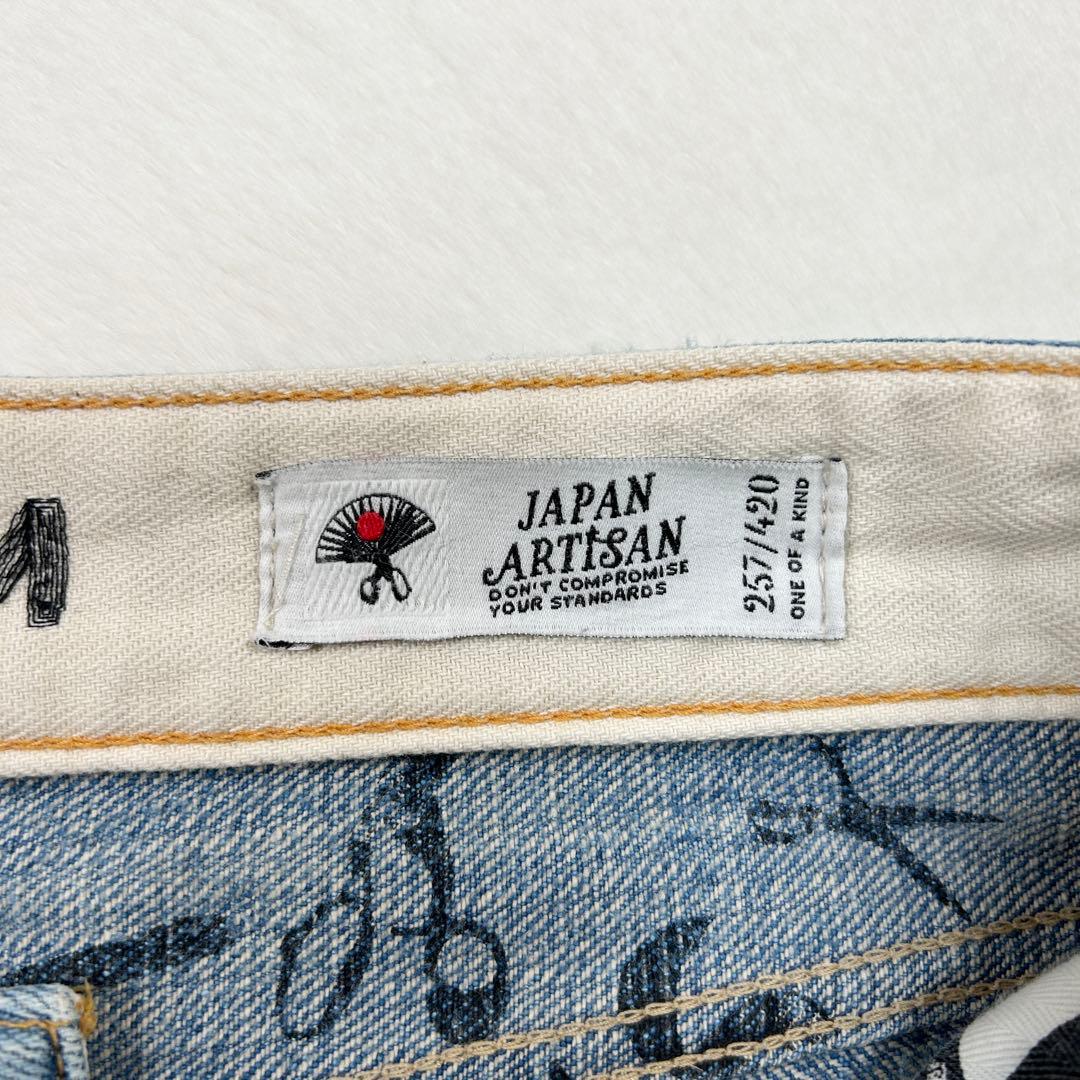 JAPAN
ARTISAN
DON'T COMPROMISE
YOUR STANDARDS
257/420
ONE OF A KIND